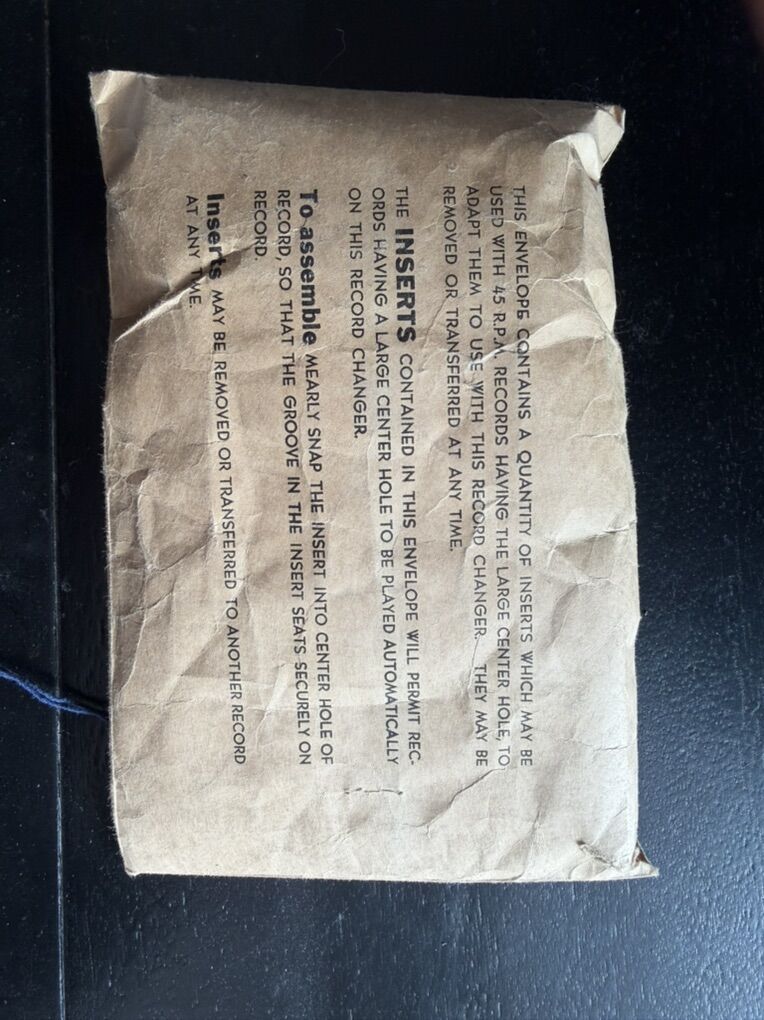 THIS ENVELOPE CONTAINS A QUANTITY OF INSERTS WHICH MAY BE
USED WITH 45 R.P.M. RECORDS HAVING THE LARGE CENTER HOLE, TO
ADAPT THEM TO USE WITH THIS RECORD CHANGER. THEY MAY BE
REMOVED OR TRANSFERRED AT ANY TIME.
THE INSERTS CONTAINED IN THIS ENVELOPE WILL PERMIT REC-
ORDS HAVING A LARGE CENTER HOLE TO BE PLAYED AUTOMATICALLY
ON THIS RECORD CHANGER.
To assemble MEARLY SNAP THE INSERT INTO CENTER HOLE OF
RECORD, SO THAT THE GROOVE IN THE INSERT SEATS SECURELY ON
RECORD.
Inserts MAY BE REMOVED OR TRANSFERRED TO ANOTHER RECORD
AT ANY TIME.